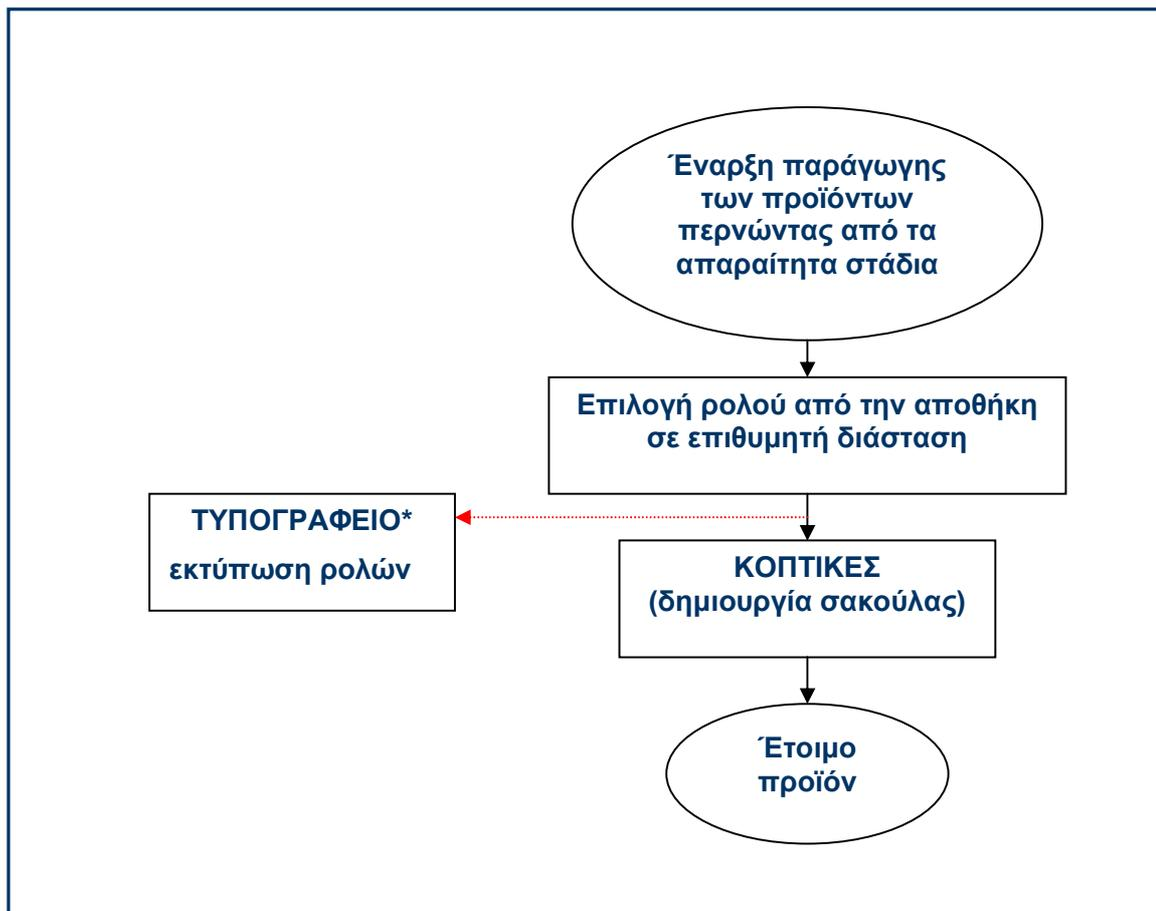 Έναρξη παράγωγης
των προϊόντων
περνώντας από τα
απαραίτητα στάδια
Επιλογή ρολού από την αποθήκη
σε επιθυμητή διάσταση
ΤΥΠΟΓΡΑΦΕΙΟ*
εκτύπωση ρολών
ΚΟΠΤΙΚΕΣ
(δημιουργία σακούλας)
Έτοιμο
προϊόν